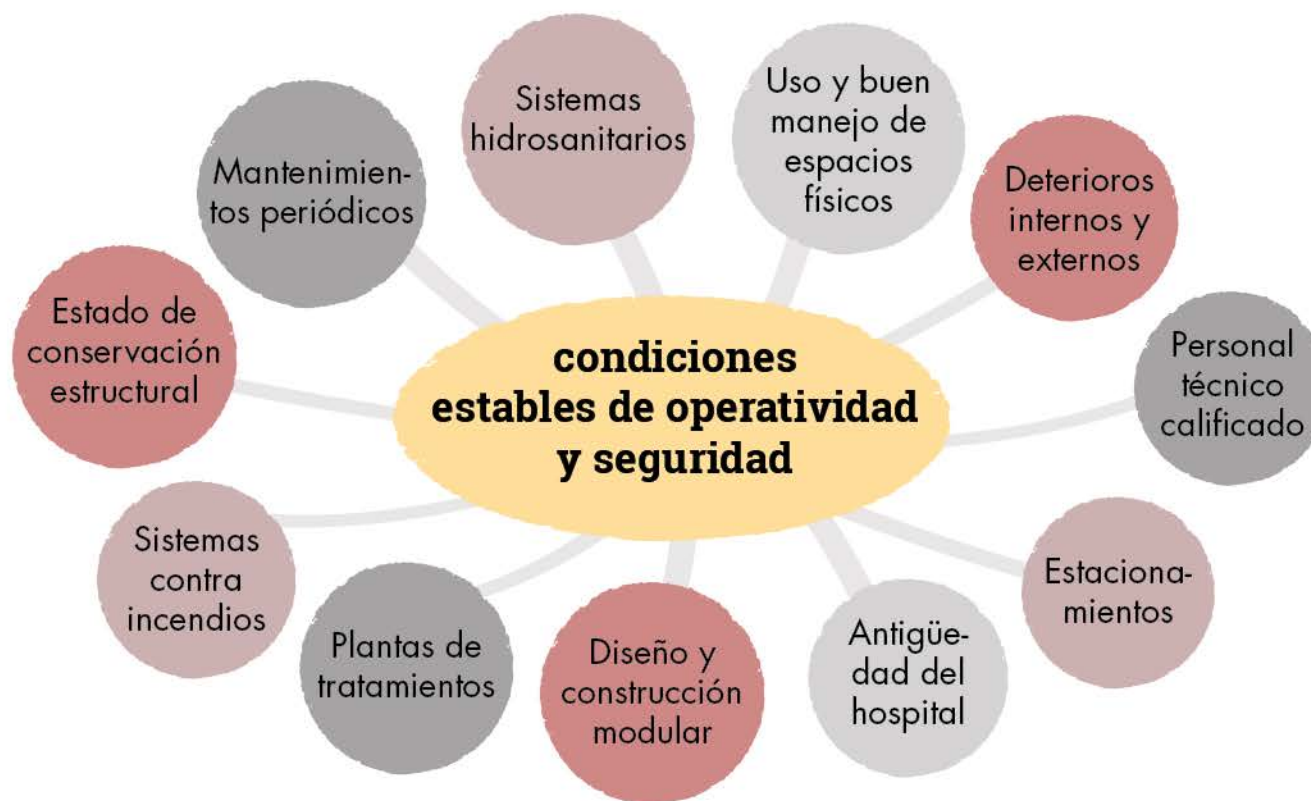 Sistemas
hidrosanitarios
Uso y buen
manejo de
espacios
físicos
Mantenimien-
tos periódicos
Deterioros
internos y
externos
Estado de
conservación
estructural
Personal
técnico
calificado
condiciones
estables de operatividad
y seguridad
Sistemas
contra
incendios
Estaciona-
mientos
Plantas de
tratamientos
Diseño y
construcción
modular
Antigüe-
dad del
hospital